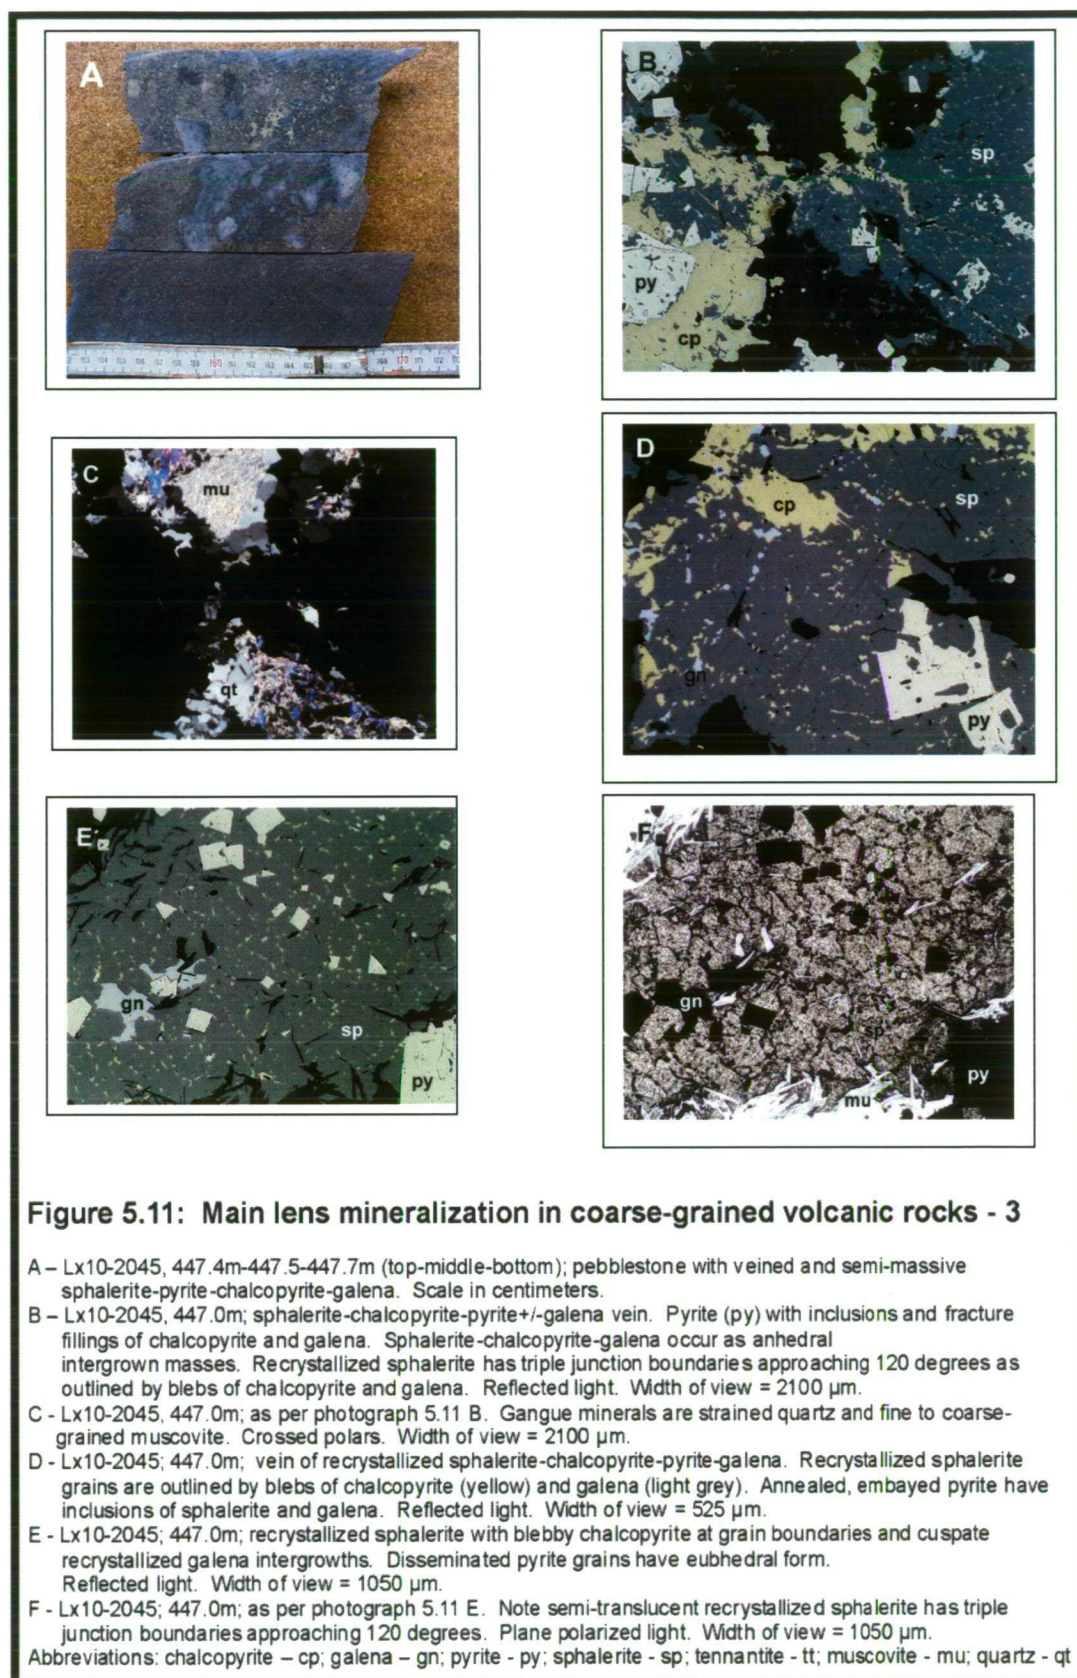 A
B
sp
py
cp
C
mu
qt
D
cp
sp
gn
py
E
gn
sp
py
F
gn
sp
py
mu
Figure 5.11: Main lens mineralization in coarse-grained volcanic rocks - 3
A – Lx10-2045, 447.4m-447.5-447.7m (top-middle-bottom); pebblestone with veined and semi-massive
sphalerite-pyrite-chalcopyrite-galena. Scale in centimeters.
B – Lx10-2045, 447.0m; sphalerite-chalcopyrite-pyrite+/-galena vein. Pyrite (py) with inclusions and fracture
fillings of chalcopyrite and galena. Sphalerite-chalcopyrite-galena occur as anhedral
intergrown masses. Recrystallized sphalerite has triple junction boundaries approaching 120 degrees as
outlined by blebs of chalcopyrite and galena. Reflected light. Width of view = 2100 µm.
C - Lx10-2045, 447.0m; as per photograph 5.11 B. Gangue minerals are strained quartz and fine to coarse-
grained muscovite. Crossed polars. Width of view = 2100 µm.
D - Lx10-2045; 447.0m; vein of recrystallized sphalerite-chalcopyrite-pyrite-galena. Recrystallized sphalerite
grains are outlined by blebs of chalcopyrite (yellow) and galena (light grey). Annealed, embayed pyrite have
inclusions of sphalerite and galena. Reflected light. Width of view = 525 µm.
E - Lx10-2045; 447.0m; recrystallized sphalerite with blebby chalcopyrite at grain boundaries and cuspate
recrystallized galena intergrowths. Disseminated pyrite grains have eubhedral form.
Reflected light. Width of view = 1050 µm.
F - Lx10-2045; 447.0m; as per photograph 5.11 E. Note semi-translucent recrystallized sphalerite has triple
junction boundaries approaching 120 degrees. Plane polarized light. Width of view = 1050 µm.
Abbreviations: chalcopyrite – cp; galena – gn; pyrite - py; sphalerite - sp; tennantite - tt; muscovite - mu; quartz - qt